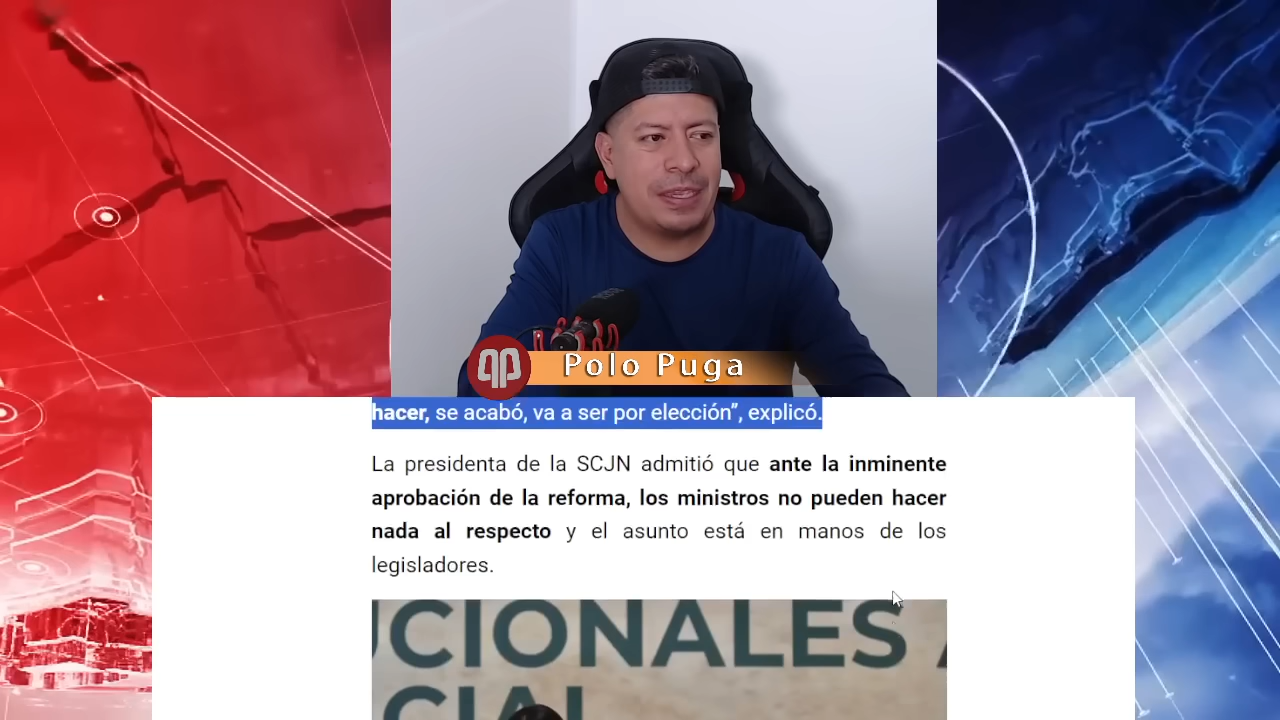 Polo Puga
hacer, se acabó, va a ser por elección”, explicó.
La presidenta de la SCJN admitió que ante la inminente
aprobación de la reforma, los ministros no pueden hacer
nada al respecto y el asunto está en manos de los
legisladores.
UCIONALES
CIAL